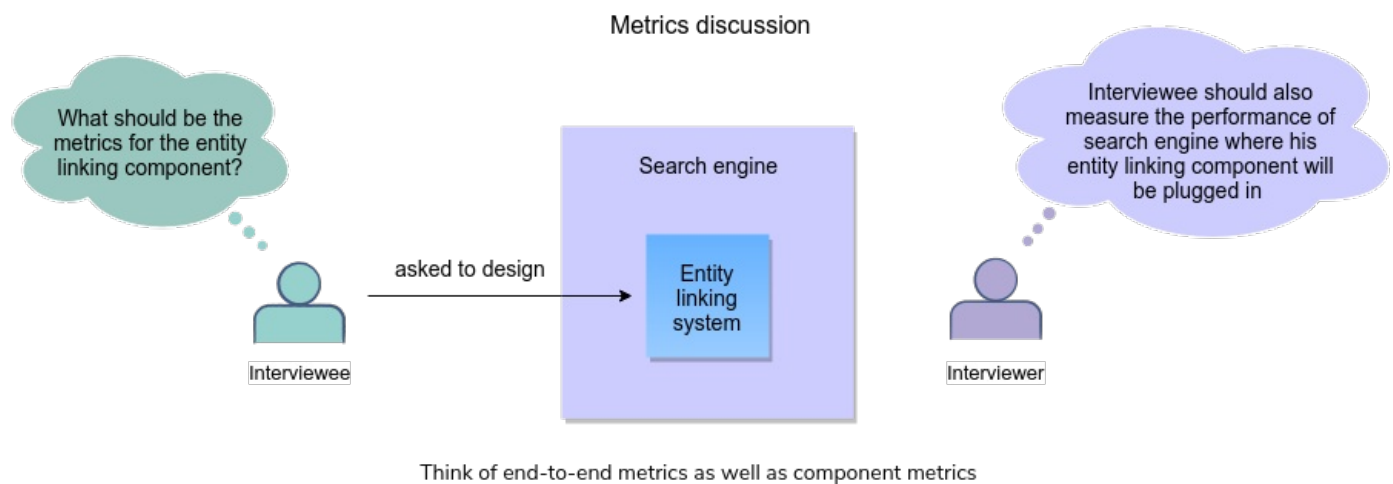 Metrics discussion
What should be the
metrics for the entity
linking component?
Interviewee should also
measure the performance of
search engine where his
entity linking component will
be plugged in
Search engine
asked to design
Entity
linking
system
Interviewee
Interviewer
Think of end-to-end metrics as well as component metrics